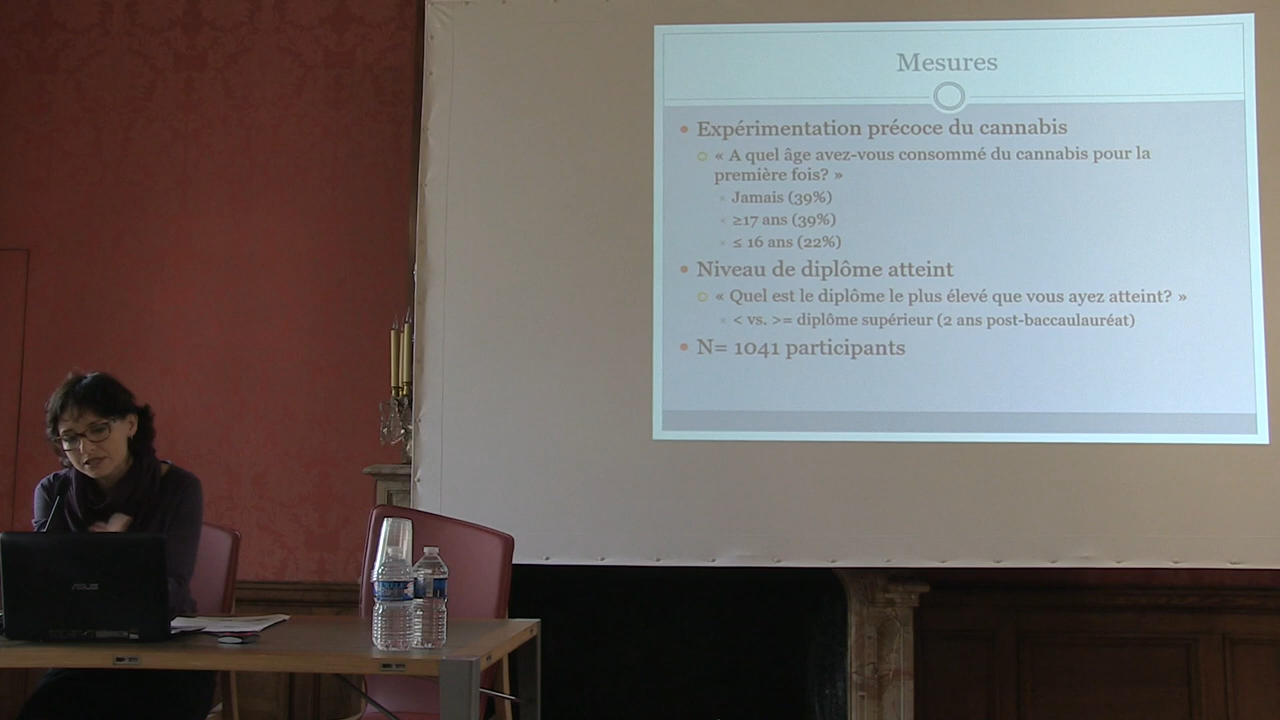 Mesures
• Expérimentation précoce du cannabis
« A quel âge avez-vous consommé du cannabis pour la
première fois? »
Jamais (39%)
≥17 ans (39%)
≤ 16 ans (22%)
• Niveau de diplôme atteint
« Quel est le diplôme le plus élevé que vous ayez atteint? »
< vs. >= diplôme supérieur (2 ans post-baccaulauréat)
• N= 1041 participants
ASUS